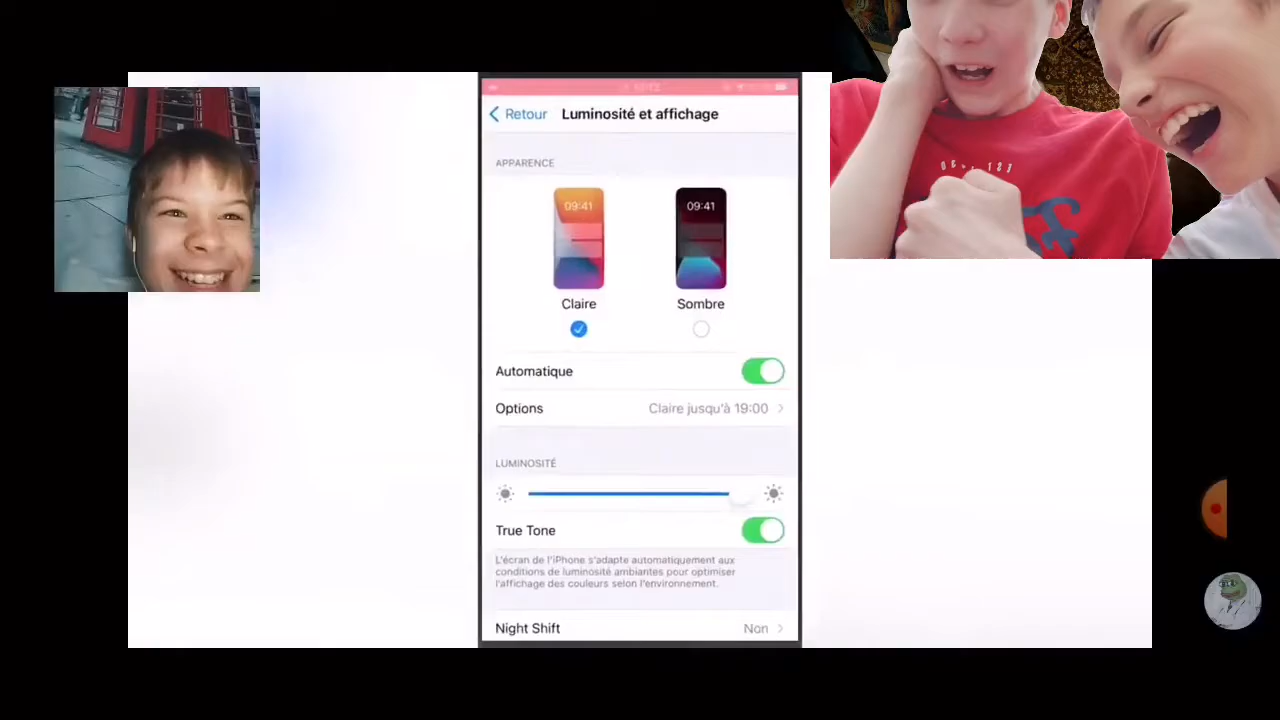 Retour
Luminosité et affichage
APPARENCE
09:41
09:41
Claire
Sombre
Automatique
Options
Claire jusqu'à 19:00
LUMINOSITÉ
True Tone
L'écran de l'iPhone s'adapte automatiquement aux
conditions de luminosité ambiantes pour optimiser
l'affichage des couleurs selon l'environnement.
Night Shift
Non